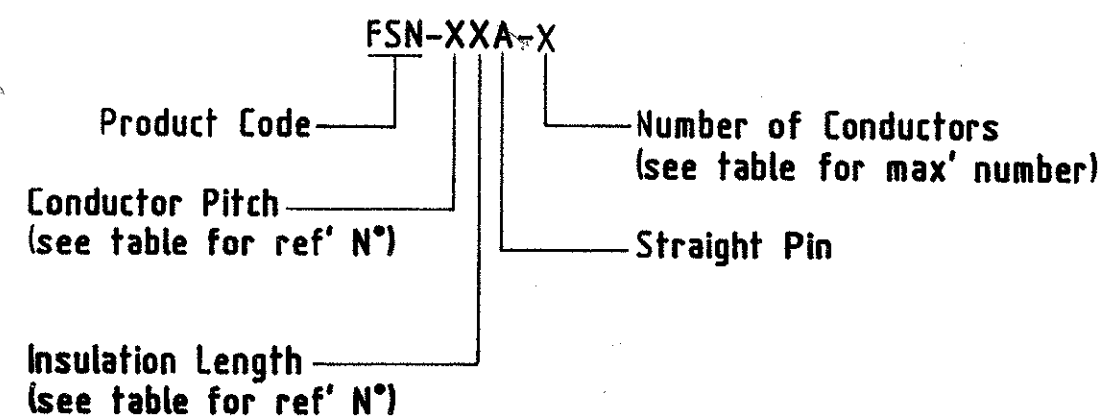 FSN-XXA-X
Product Code
Number of Conductors
(see table for max' number)
Conductor Pitch
(see table for ref' N°)
Straight Pin
Insulation Length
(see table for ref' N°)